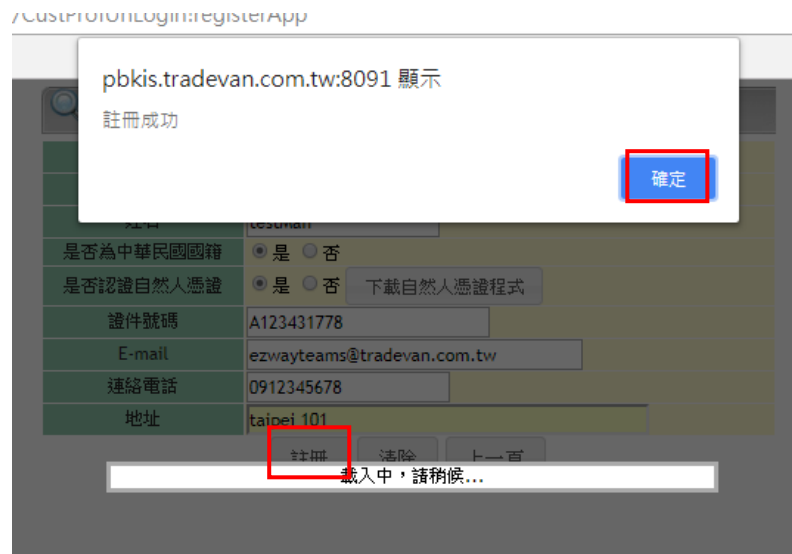 /CustProfUnLogin!registerApp
pbkis.tradevan.com.tw:8091 顯示
註冊成功
確定
姓名 testMan
是否為中華民國國籍 是 否
是否認證自然人憑證 是 否 下載自然人憑證程式
證件號碼 A123431778
E-mail ezwayteams@tradevan.com.tw
連絡電話 0912345678
地址 taipei 101
註冊 清除 上一頁
載入中，請稍候...